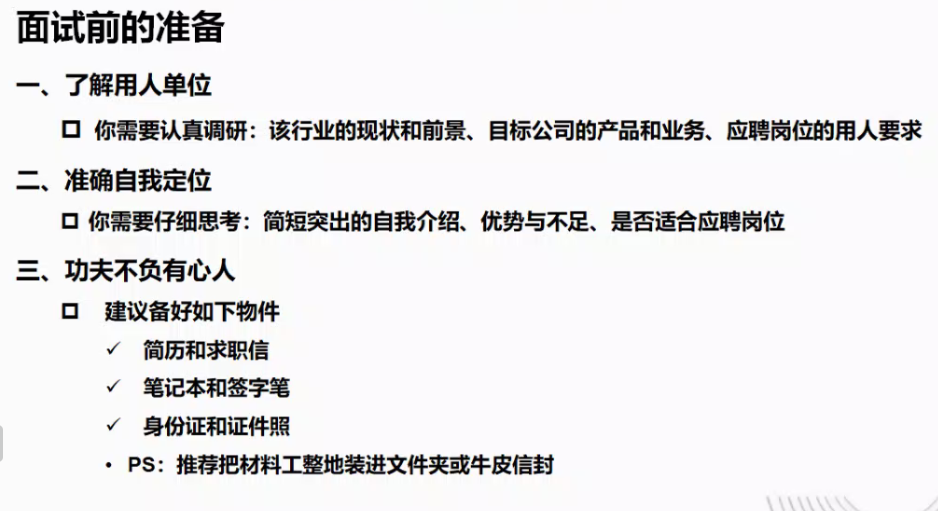 面试前的准备
一、了解用人单位
你需要认真调研：该行业的现状和前景、目标公司的产品和业务、应聘岗位的用人要求
二、准确自我定位
你需要仔细思考：简短突出的自我介绍、优势与不足、是否适合应聘岗位
三、功夫不负有心人
建议备好如下物件
✓ 简历和求职信
✓ 笔记本和签字笔
✓ 身份证和证件照
• PS：推荐把材料工整地装进文件夹或牛皮信封